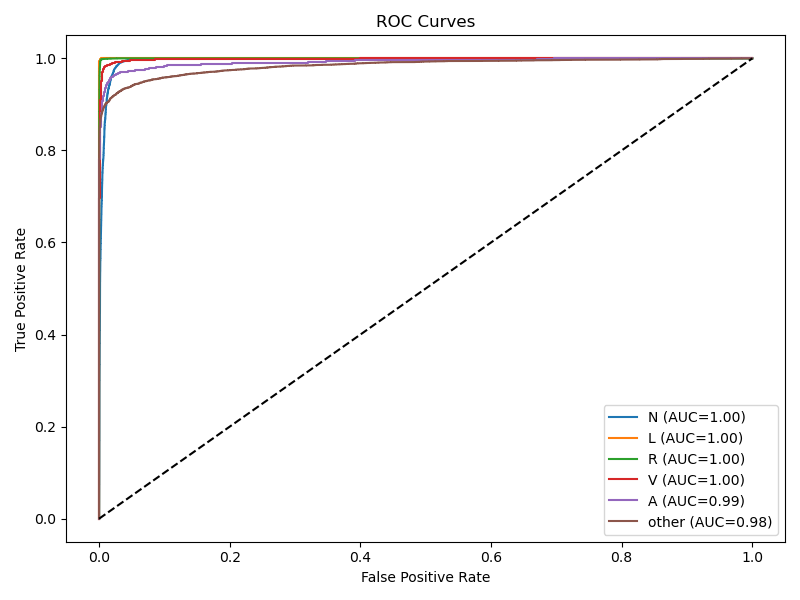 ROC Curves
1.0
0.8
0.6
0.4
0.2
0.0
True Positive Rate
0.0 0.2 0.4 0.6 0.8 1.0
False Positive Rate
N (AUC=1.00)
L (AUC=1.00)
R (AUC=1.00)
V (AUC=1.00)
A (AUC=0.99)
other (AUC=0.98)